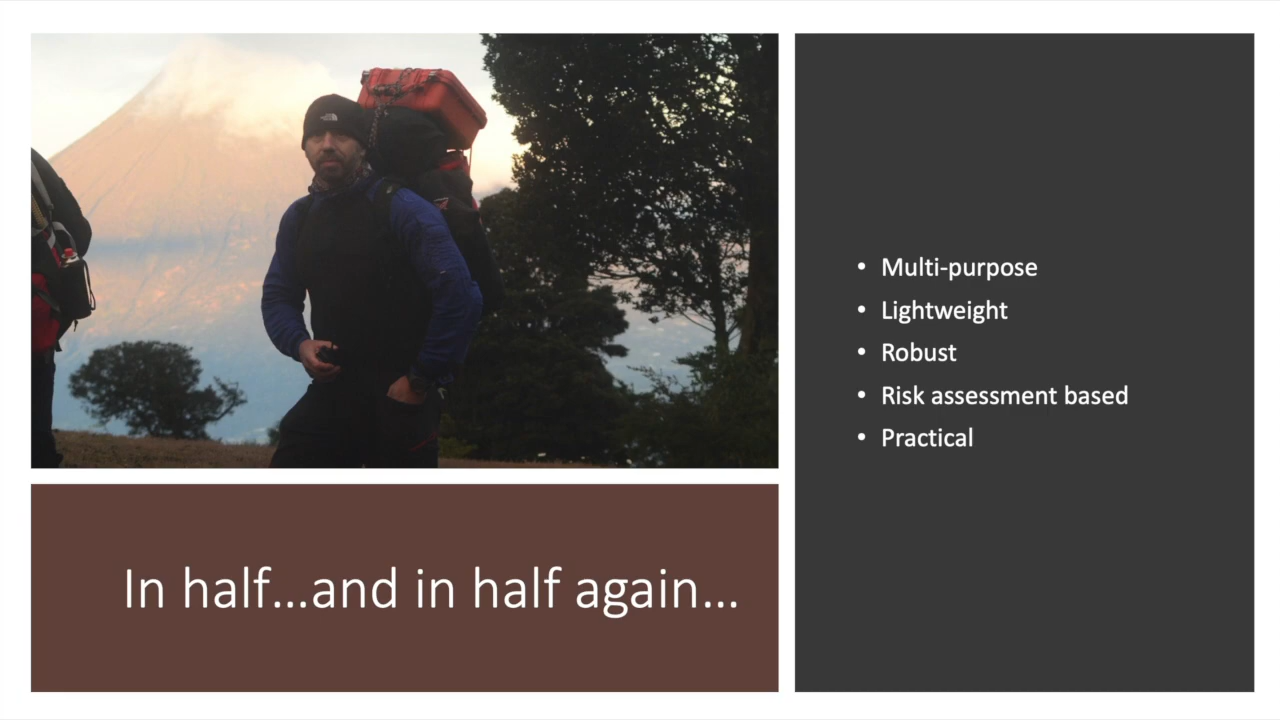 In half...and in half again...
• Multi-purpose
• Lightweight
• Robust
• Risk assessment based
• Practical